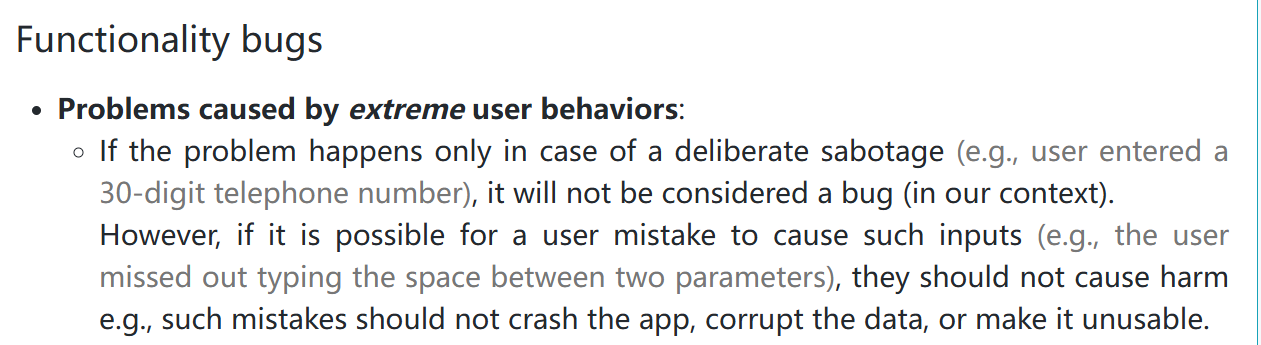 Functionality bugs
• Problems caused by extreme user behaviors:
○ If the problem happens only in case of a deliberate sabotage (e.g., user entered a
30-digit telephone number), it will not be considered a bug (in our context).
However, if it is possible for a user mistake to cause such inputs (e.g., the user
missed out typing the space between two parameters), they should not cause harm
e.g., such mistakes should not crash the app, corrupt the data, or make it unusable.